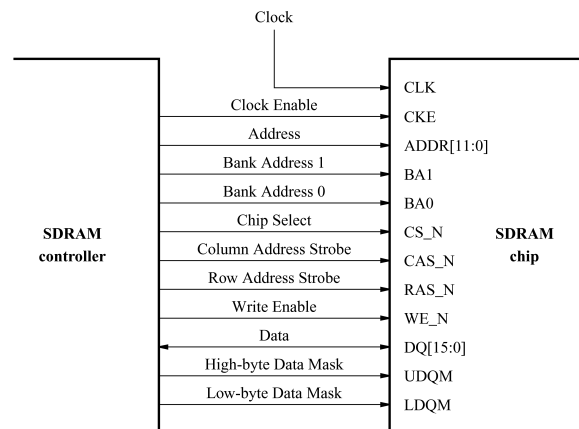 Clock
CLK
Clock Enable CKE
Address ADDR[11:0]
Bank Address 1 BA1
Bank Address 0 BA0
Chip Select CS_N
SDRAM controller
SDRAM chip
Column Address Strobe CAS_N
Row Address Strobe RAS_N
Write Enable WE_N
Data DQ[15:0]
High-byte Data Mask UDQM
Low-byte Data Mask LDQM